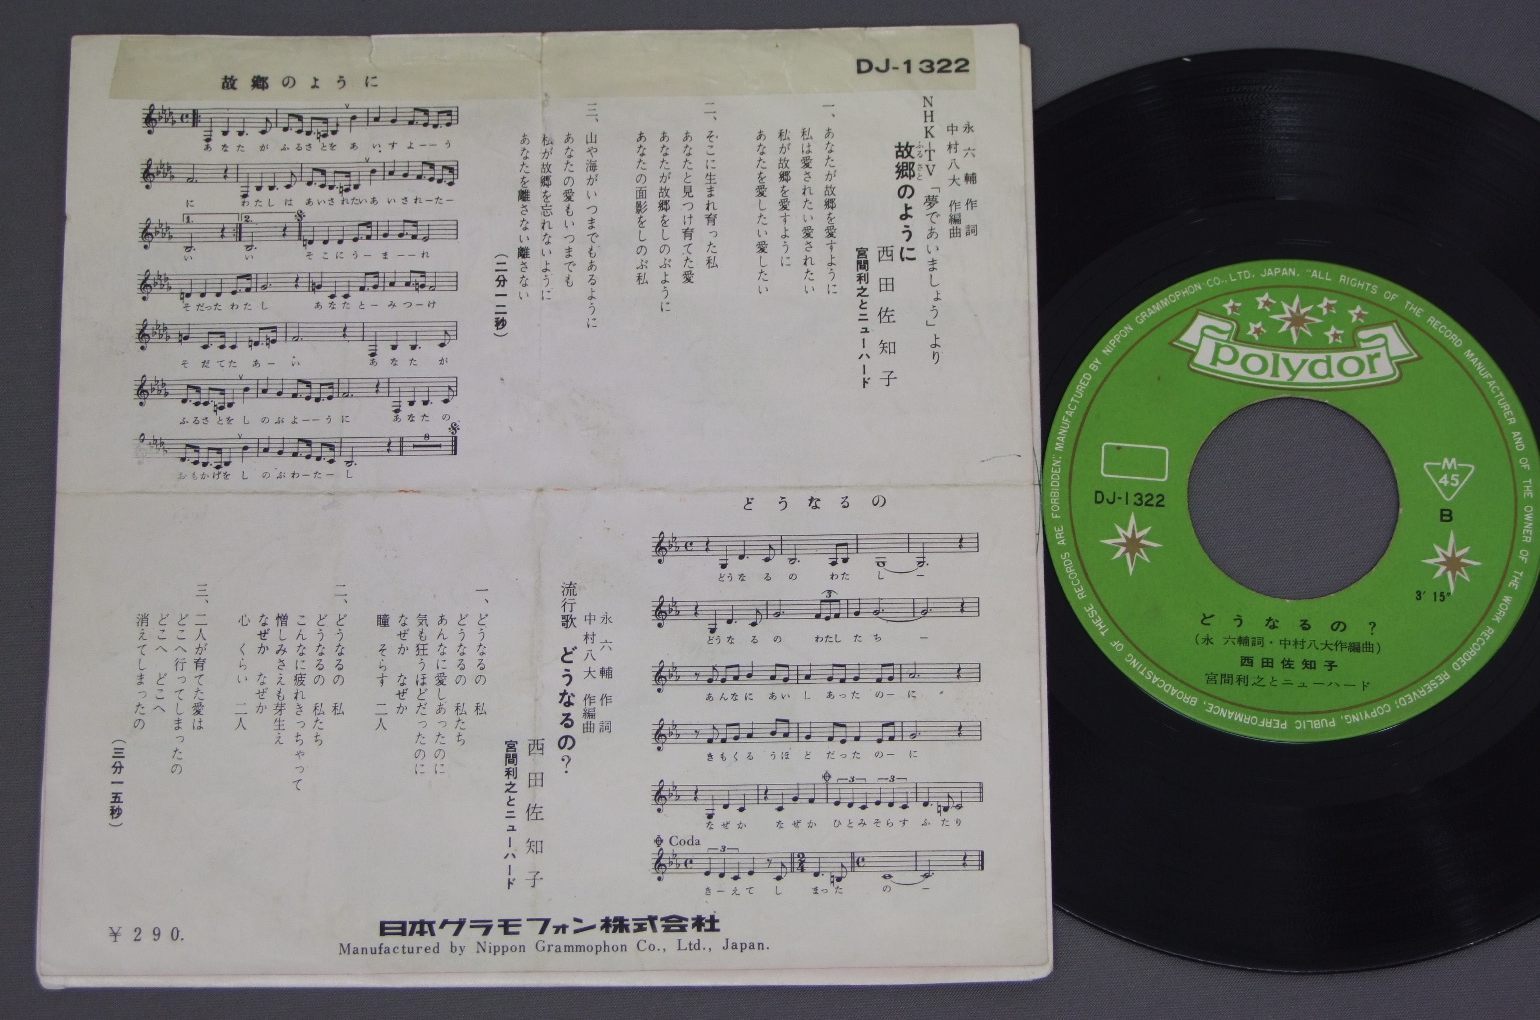 故郷のように
DJ-1322
あなたがふるさとをあいすよーーう
に わたしはあいされたいあいされーたー
1. 2.
い い そこにうーまーーれ
そだったわたし あなたとーみつーけ
そだてたあーい あなたが
ふるさとをしのぶよーーうに あなたの
8
おもかげをしのぶわーたーし
永六輔 作詞
中村八大 作編曲
NHK-TV「夢であいましょう」より
故郷のように
ふるさと
西田佐知子
宮間利之とニューハード
一、あなたが故郷を愛すように
私は愛されたい愛されたい
私が故郷を愛すように
あなたを愛したい愛したい
二、そこに生まれ育った私
あなたと見つけ育てた愛
あなたが故郷をしのぶように
あなたの面影をしのぶ私
三、山や海がいつまでもあるように
あなたの愛もいつまでも
私が故郷を忘れないように
あなたを離さない離さない
(二分一二秒)
どうなるの
どうなるの わた し ー
どうなるの わたしたち ー
3
あんなに あいし あったのーに
きもくるうほど だったのーに
なぜか なぜか ひとみそらすふたり
3 3
Coda
3
きーえてし まった の ー
永六輔 作詞
中村八大 作編曲
流行歌 どうなるの?
西田佐知子
宮間利之とニューハード
一、どうなるの 私
どうなるの 私たち
あんなに愛しあったのに
気も狂うほどだったのに
なぜか なぜか
瞳 そらす 二人
二、どうなるの 私
どうなるの 私たち
こんなに疲れきっちゃって
憎しみさえも芽生え
なぜか なぜか
心 くらい 二人
三、二人が育てた愛は
どこへ行ってしまったの
どこへ どこへ
消えてしまったの
(三分一五秒)
¥290.
日本グラモフォン株式会社
Manufactured by Nippon Grammophon Co., Ltd., Japan.
MANUFACTURED BY NIPPON GRAMMOPHON CO., LTD, JAPAN. "ALL RIGHTS OF THE RECORD MANUFACTURER AND OF THE OWNER OF THE WORK RECORDED RESERVED; COPYING, PUBLIC PERFORMANCE, BROADCASTING OF THESE RECORDS ARE FORBIDDEN;
polydor
DJ-1322
M
45
B
3′ 15″
どうなるの?
(永 六輔詞・中村八大作編曲)
西田佐知子
宮間利之とニューハード